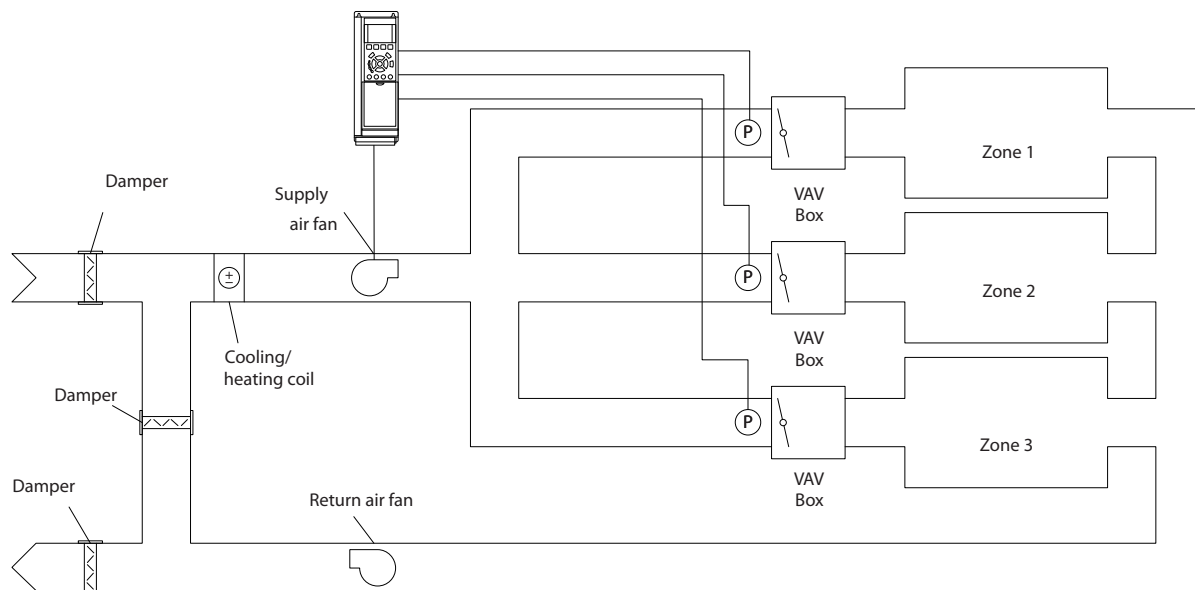 Damper
Supply
air fan
P
VAV
Box
Zone 1
±
P
VAV
Box
Zone 2
Cooling/
heating coil
Damper
P
VAV
Box
Zone 3
Damper
Return air fan